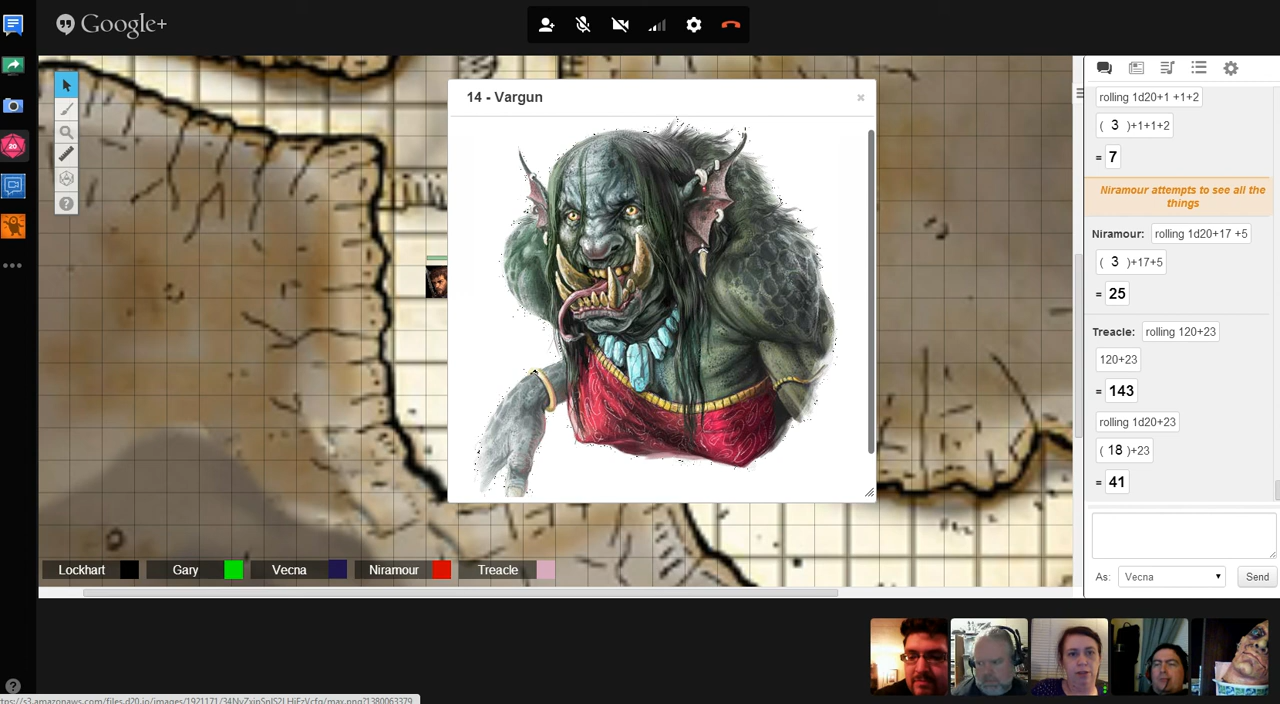 Google+
14 - Vargun
×
rolling 1d20+1 +1+2
( 3 )+1+1+2
= 7
Niramour attempts to see all the
things
Niramour: rolling 1d20+17 +5
( 3 )+17+5
= 25
Treacle: rolling 120+23
120+23
= 143
rolling 1d20+23
( 18 )+23
= 41
20
?
Lockhart Gary Vecna Niramour Treacle
As: Vecna Send
?